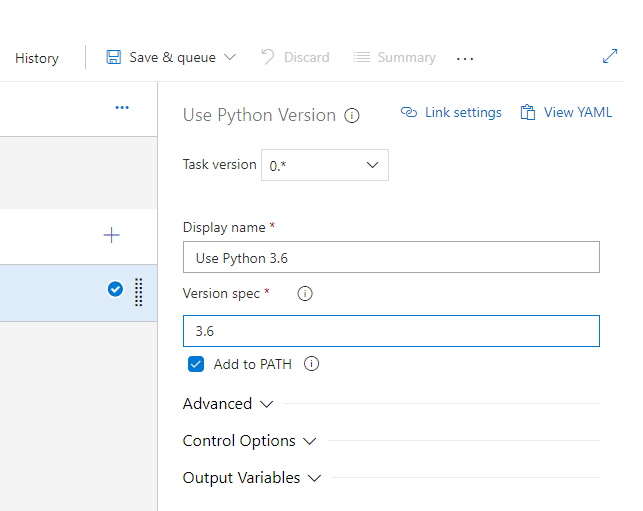 History
Save & queue
Discard
Summary
...
...
Use Python Version
Link settings
View YAML
Task version
0.*
Display name *
Use Python 3.6
Version spec *
3.6
Add to PATH
Advanced
Control Options
Output Variables